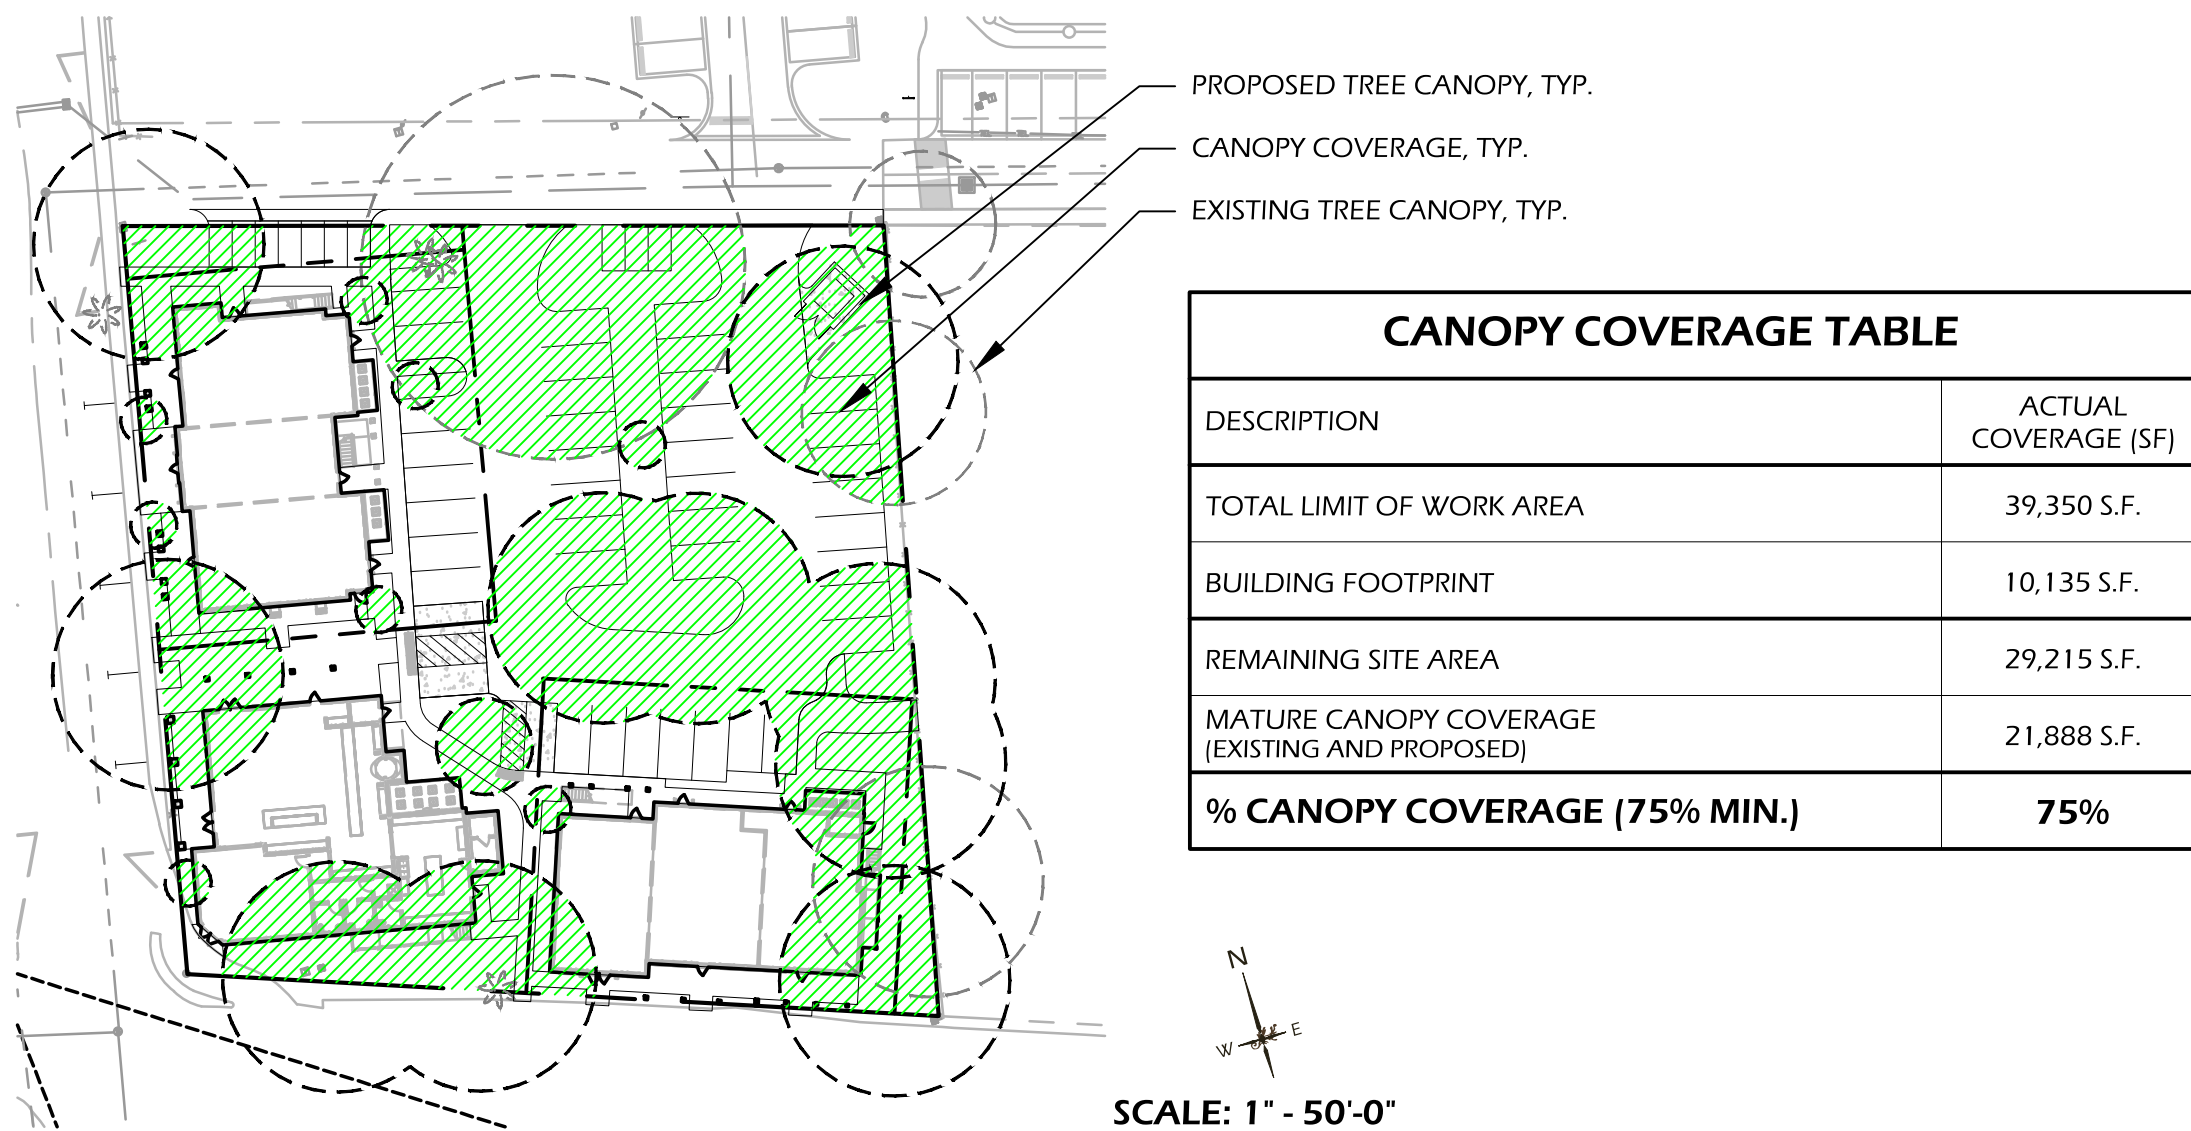 PROPOSED TREE CANOPY, TYP.
CANOPY COVERAGE, TYP.
EXISTING TREE CANOPY, TYP.
CANOPY COVERAGE TABLE
DESCRIPTION
ACTUAL
COVERAGE (SF)
TOTAL LIMIT OF WORK AREA
39,350 S.F.
BUILDING FOOTPRINT
10,135 S.F.
REMAINING SITE AREA
29,215 S.F.
MATURE CANOPY COVERAGE
(EXISTING AND PROPOSED)
21,888 S.F.
% CANOPY COVERAGE (75% MIN.)
75%
N
W
E
SCALE: 1" - 50'-0"